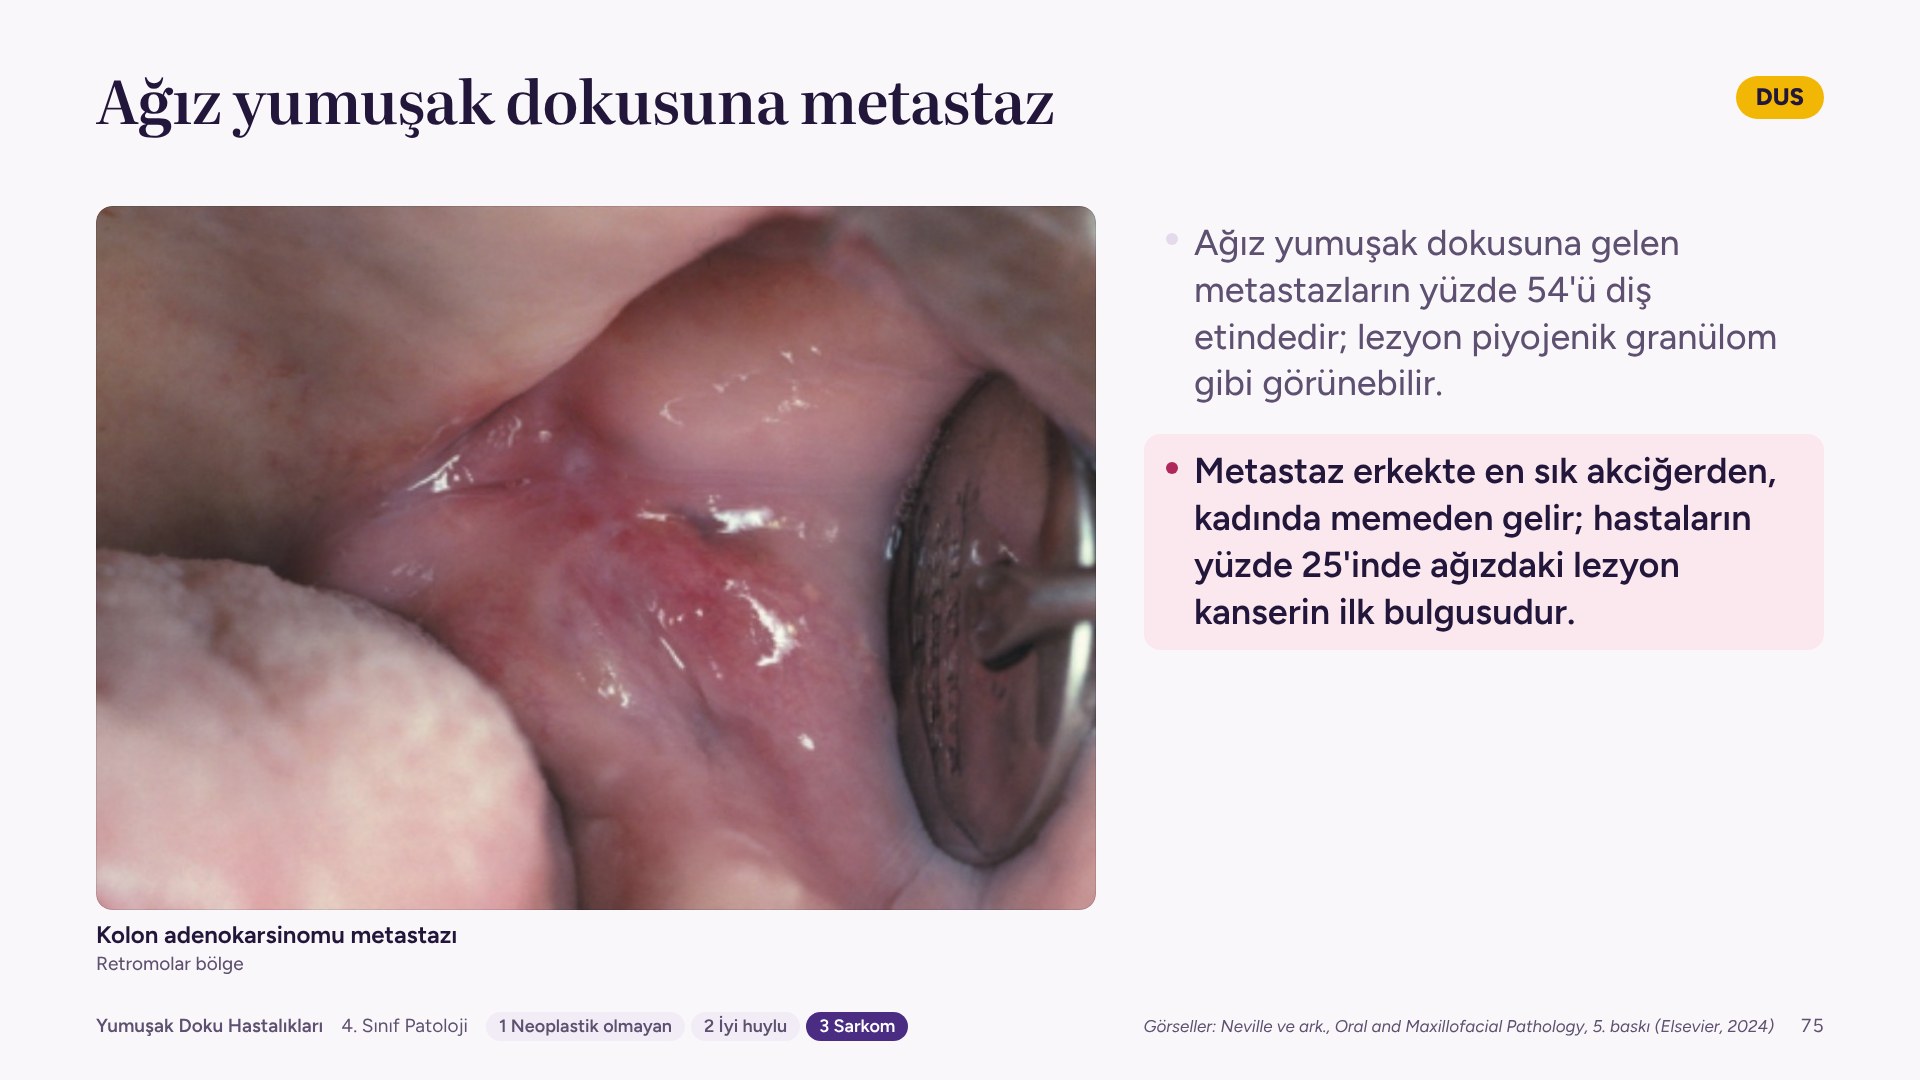 Ağız yumuşak dokusuna metastaz
DUS
Ağız yumuşak dokusuna gelen
metastazların yüzde 54'ü diş
etindedir; lezyon piyojenik granülom
gibi görünebilir.
Metastaz erkekte en sık akciğerden,
kadında memeden gelir; hastaların
yüzde 25'inde ağızdaki lezyon
kanserin ilk bulgusudur.
Kolon adenokarsinomu metastazı
Retromolar bölge
Yumuşak Doku Hastalıkları 4. Sınıf Patoloji 1 Neoplastik olmayan 2 İyi huylu 3 Sarkom
Görseller: Neville ve ark., Oral and Maxillofacial Pathology, 5. baskı (Elsevier, 2024) 75